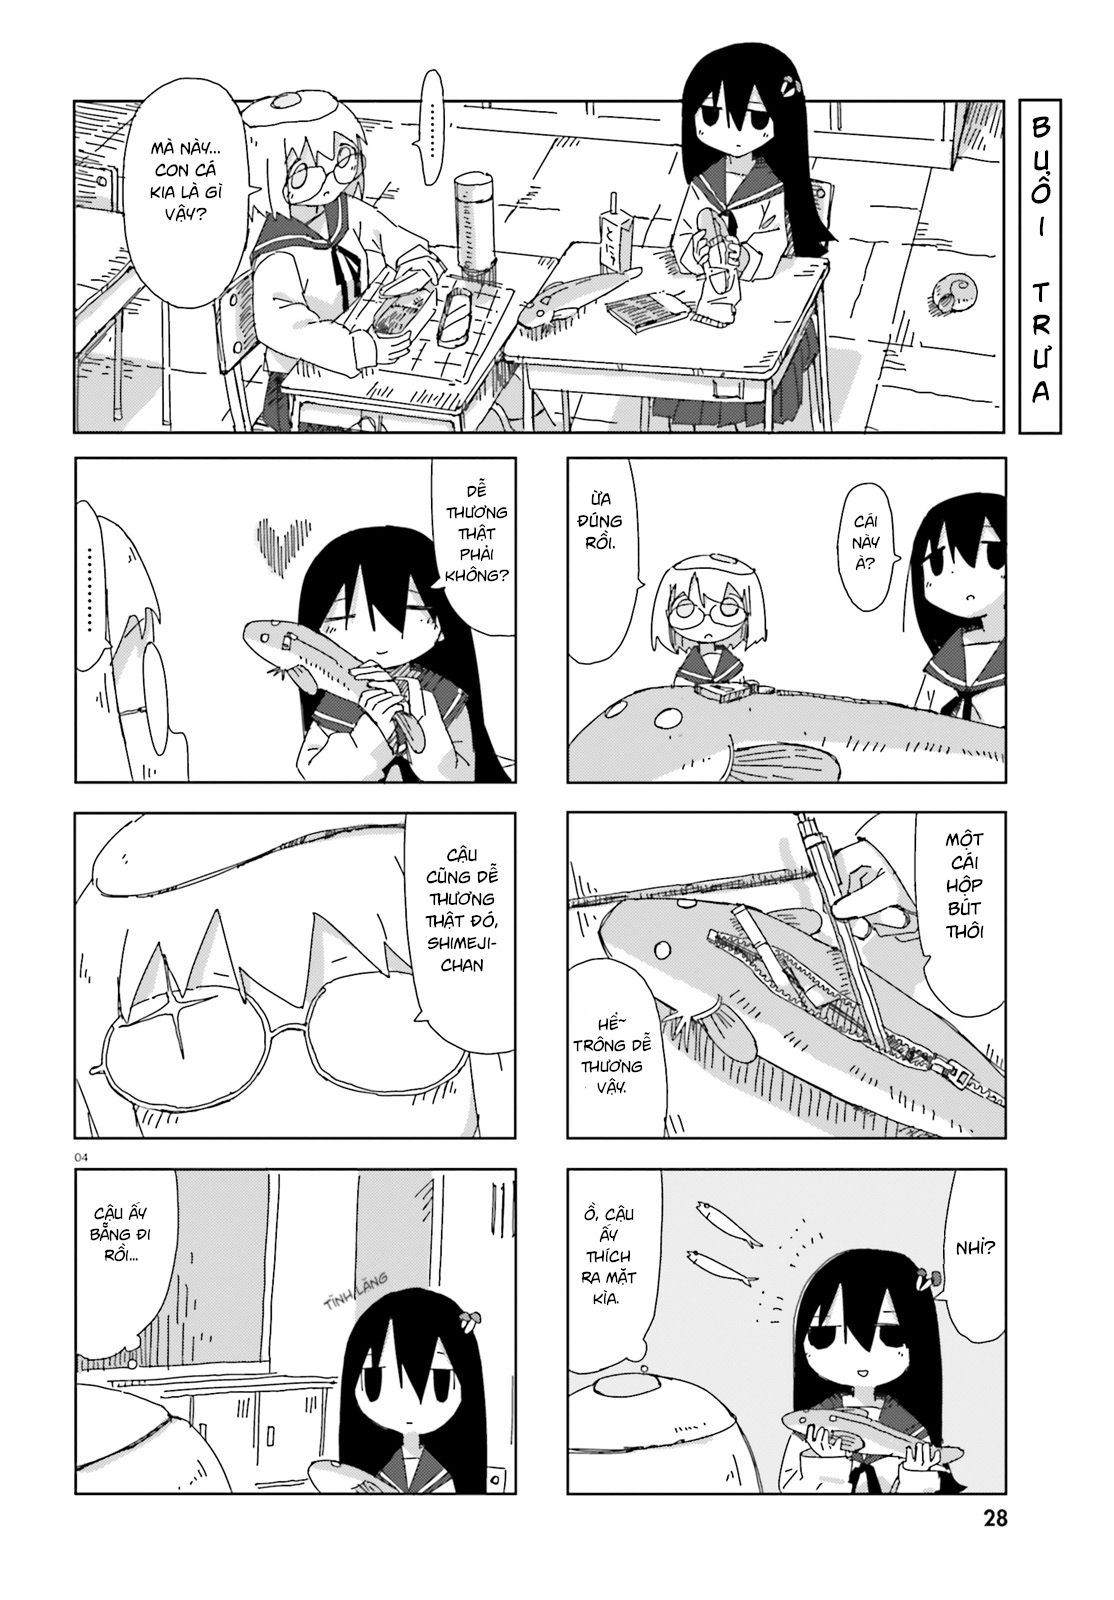 BUỔI TRƯA
.........
MÀ NÀY...
CON CÁ
KIA LÀ GÌ
VẬY?
CÁI
NÀY
À?
ỪA
ĐÚNG
RỒI.
MỘT
CÁI
HỘP
BÚT
THÔI
HỀ~
TRÔNG DỄ
THƯƠNG
VẬY.
NHỈ?
Ồ, CẬU
ẤY
THÍCH
RA MẶT
KÌA.
DỄ
THƯƠNG
THẬT
PHẢI
KHÔNG?
.........
CẬU
CŨNG DỄ
THƯƠNG
THẬT ĐÓ,
SHIMEJI-
CHAN
04
CẬU ẤY
BẴNG ĐI
RỒI...
TĨNH LẶNG
28